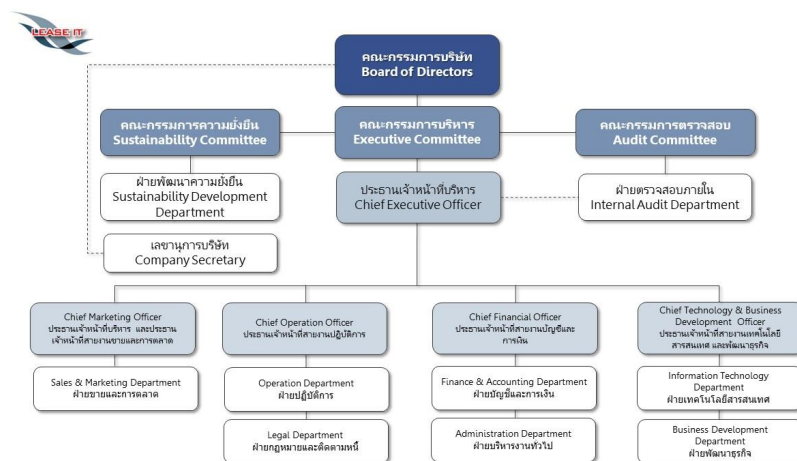 LEASE IT
คณะกรรมการบริษัท
Board of Directors
คณะกรรมการความยั่งยืน
Sustainability Committee
คณะกรรมการบริหาร
Executive Committee
คณะกรรมการตรวจสอบ
Audit Committee
ฝ่ายพัฒนาความยั่งยืน
Sustainability Development
Department
ประธานเจ้าหน้าที่บริหาร
Chief Executive Officer
ฝ่ายตรวจสอบภายใน
Internal Audit Department
เลขานุการบริษัท
Company Secretary
Chief Marketing Officer
ประธานเจ้าหน้าที่บริหาร และประธาน
เจ้าหน้าที่สายงานขายและการตลาด
Chief Operation Officer
ประธานเจ้าหน้าที่สายงานปฏิบัติการ
Chief Financial Officer
ประธานเจ้าหน้าที่สายงานบัญชีและ
การเงิน
Chief Technology & Business
Development Officer
ประธานเจ้าหน้าที่สายงานเทคโนโลยี
สารสนเทศ และพัฒนาธุรกิจ
Sales & Marketing Department
ฝ่ายขายและการตลาด
Operation Department
ฝ่ายปฏิบัติการ
Finance & Accounting Department
ฝ่ายบัญชีและการเงิน
Information Technology
Department
ฝ่ายเทคโนโลยีสารสนเทศ
Legal Department
ฝ่ายกฎหมายและติดตามหนี้
Administration Department
ฝ่ายบริหารงานทั่วไป
Business Development
Department
ฝ่ายพัฒนาธุรกิจ